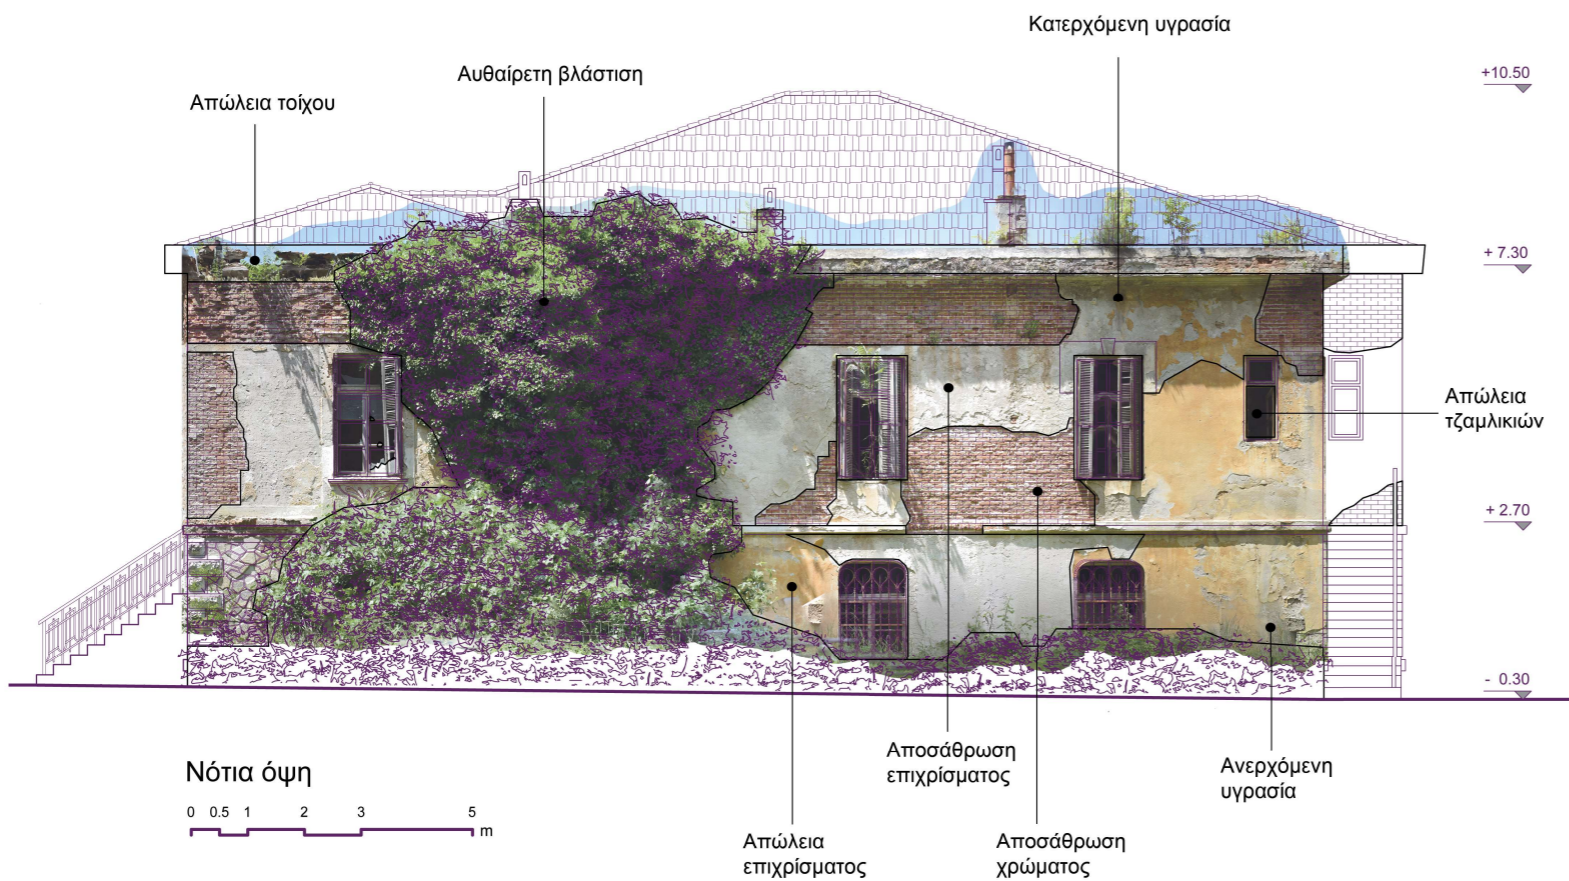 Κατερχόμενη υγρασία
Αυθαίρετη βλάστιση
+10.50
Απώλεια τοίχου
+ 7.30
Απώλεια
τζαμλικιών
+ 2.70
- 0.30
Αποσάθρωση
επιχρίσματος
Ανερχόμενη
υγρασία
Νότια όψη
0 0.5 1 2 3 5
m
Απώλεια
επιχρίσματος
Αποσάθρωση
χρώματος